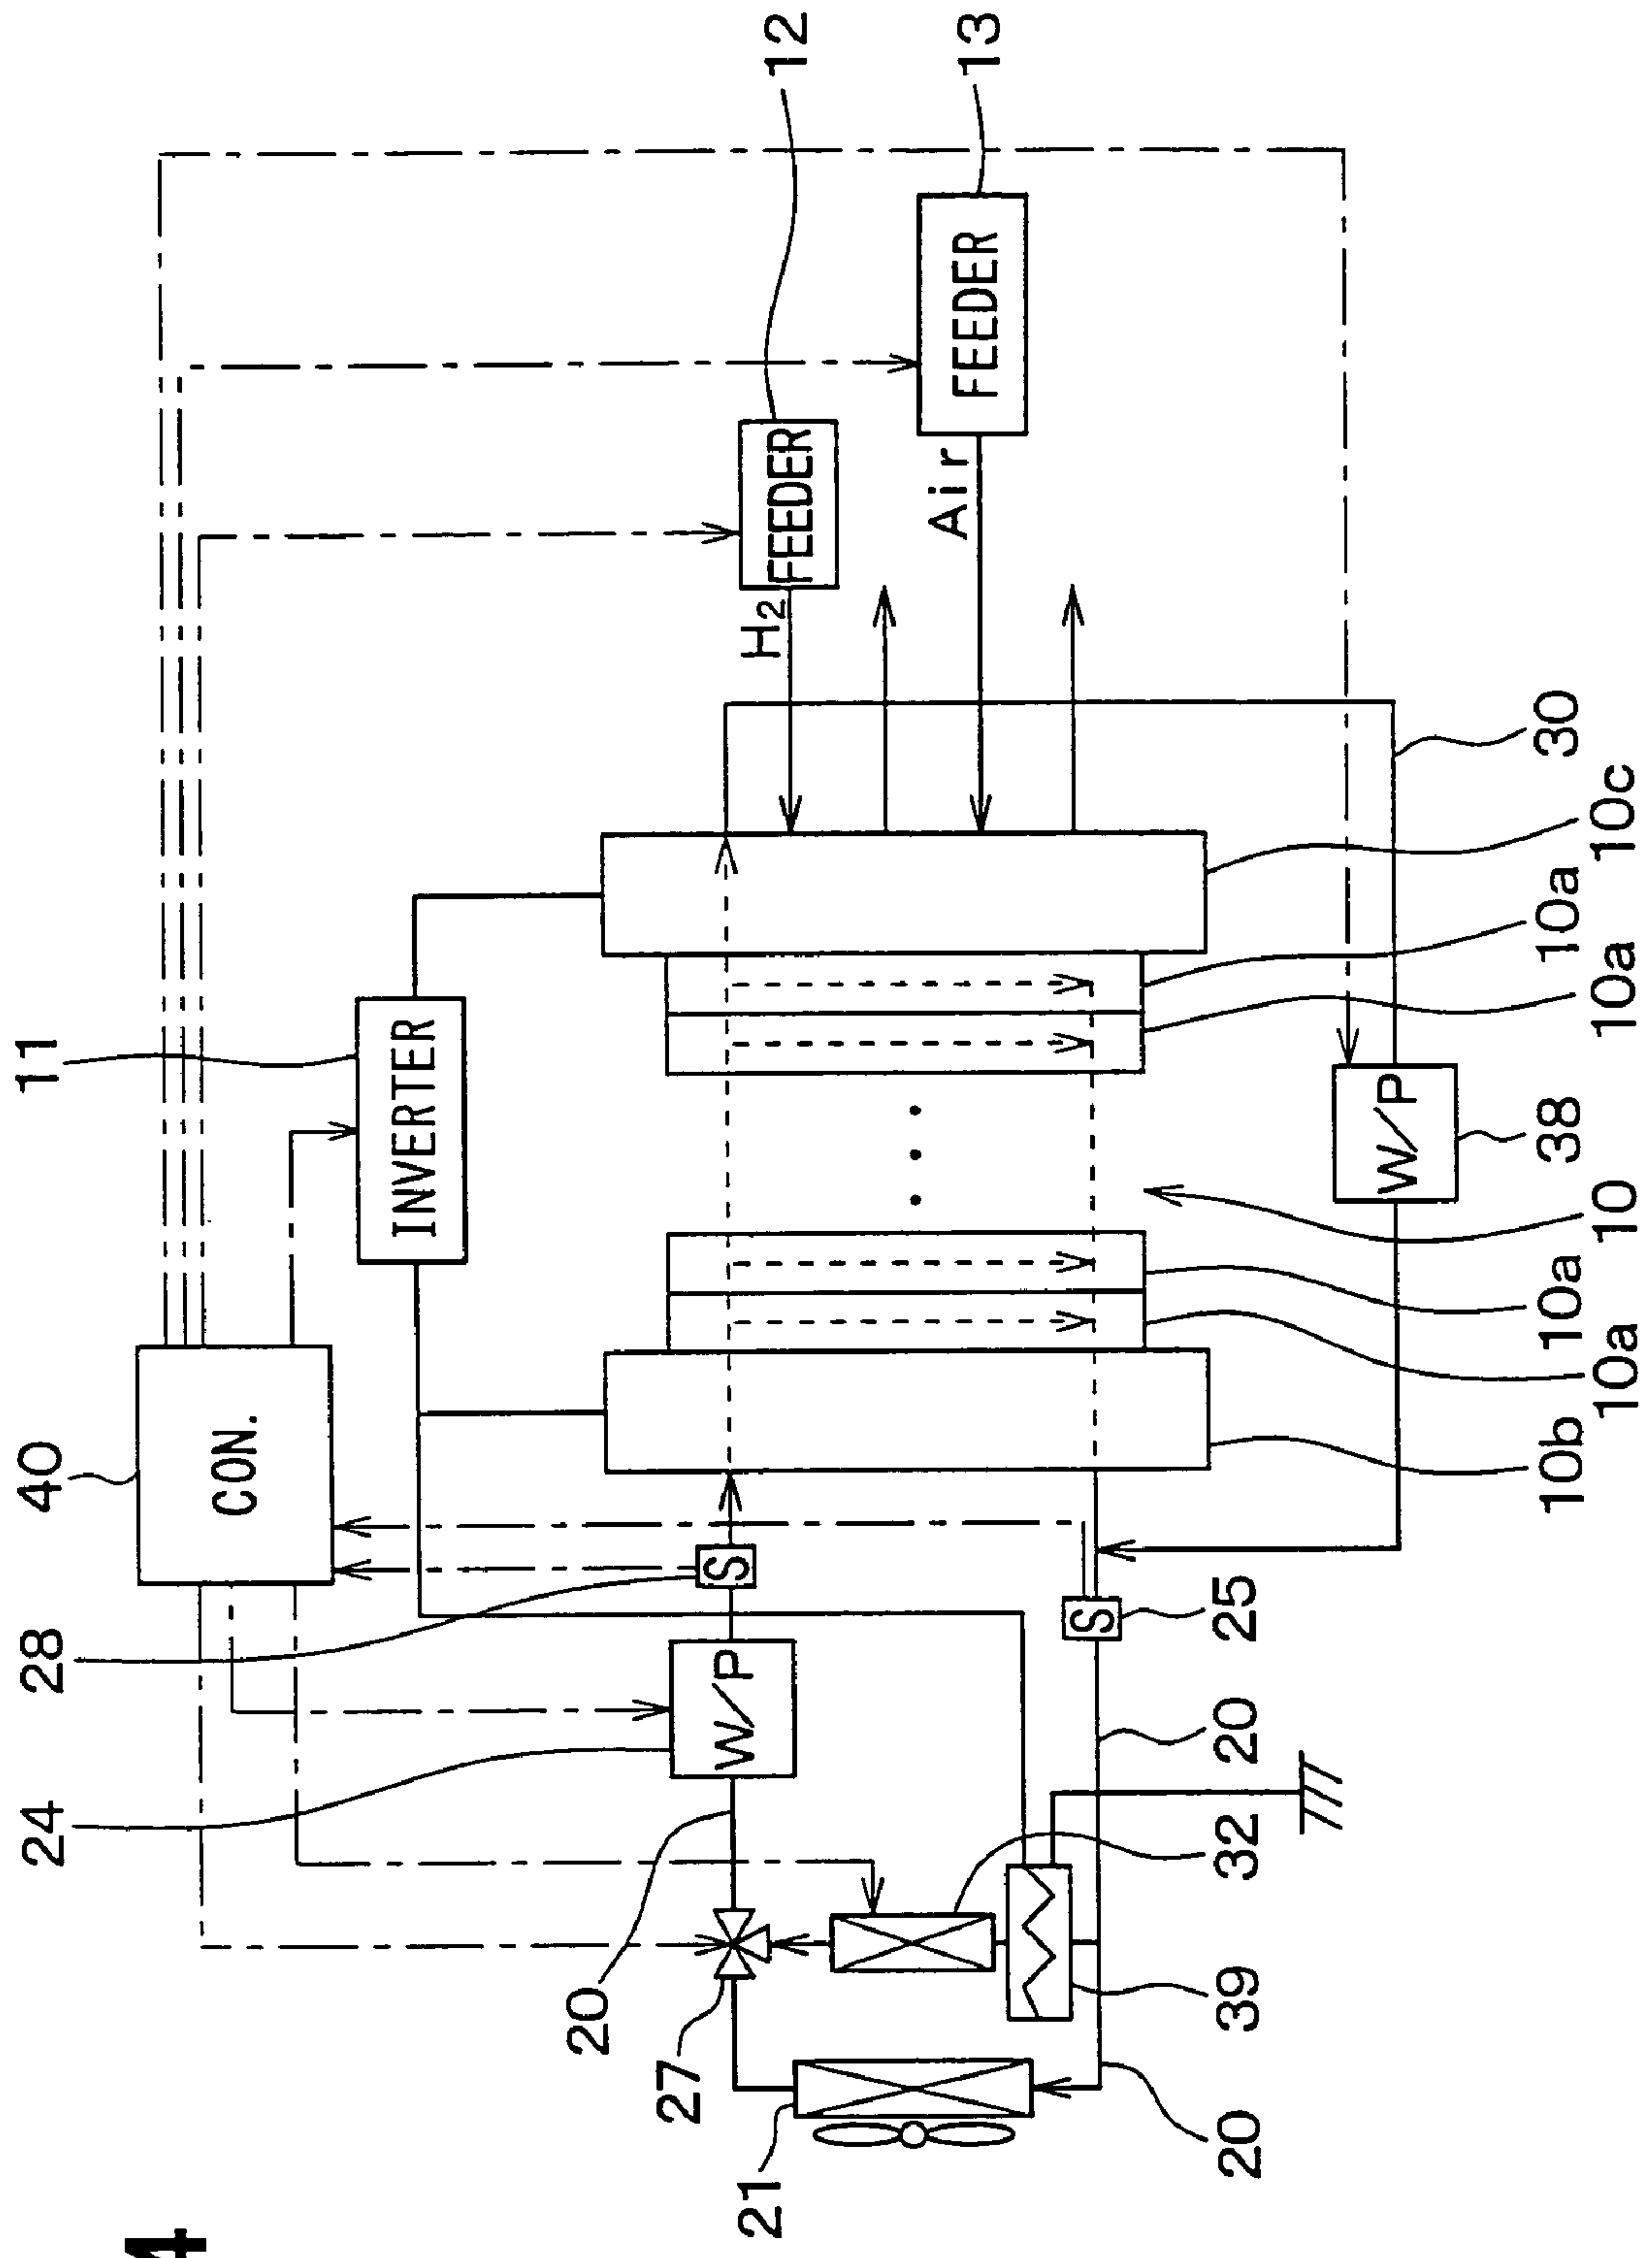 4
40
11
12
13
28
24
CON.
INVERTER
FEEDER
FEEDER
H2
Air
20
27
21
W/P
S
S
25
20
32
39
20
W/P
38
30
10b
10a
10a
10
10a
10a
10c